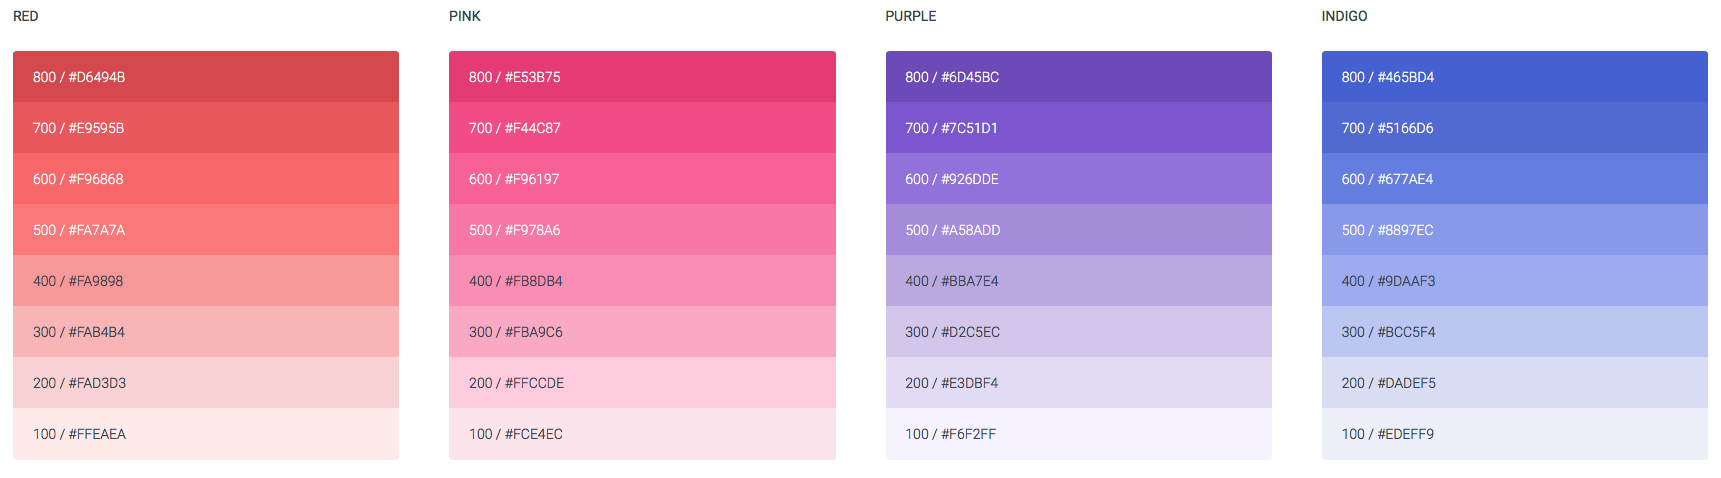 RED
800 / #D6494B
700 / #E9595B
600 / #F96868
500 / #FA7A7A
400 / #FA9898
300 / #FAB4B4
200 / #FAD3D3
100 / #FFEAEA
PINK
800 / #E53B75
700 / #F44C87
600 / #F96197
500 / #F978A6
400 / #FB8DB4
300 / #FBA9C6
200 / #FFCCDE
100 / #FCE4EC
PURPLE
800 / #6D45BC
700 / #7C51D1
600 / #926DDE
500 / #A58ADD
400 / #BBA7E4
300 / #D2C5EC
200 / #E3DBF4
100 / #F6F2FF
INDIGO
800 / #465BD4
700 / #5166D6
600 / #677AE4
500 / #8897EC
400 / #9DAAF3
300 / #BCC5F4
200 / #DADEF5
100 / #EDEFF9